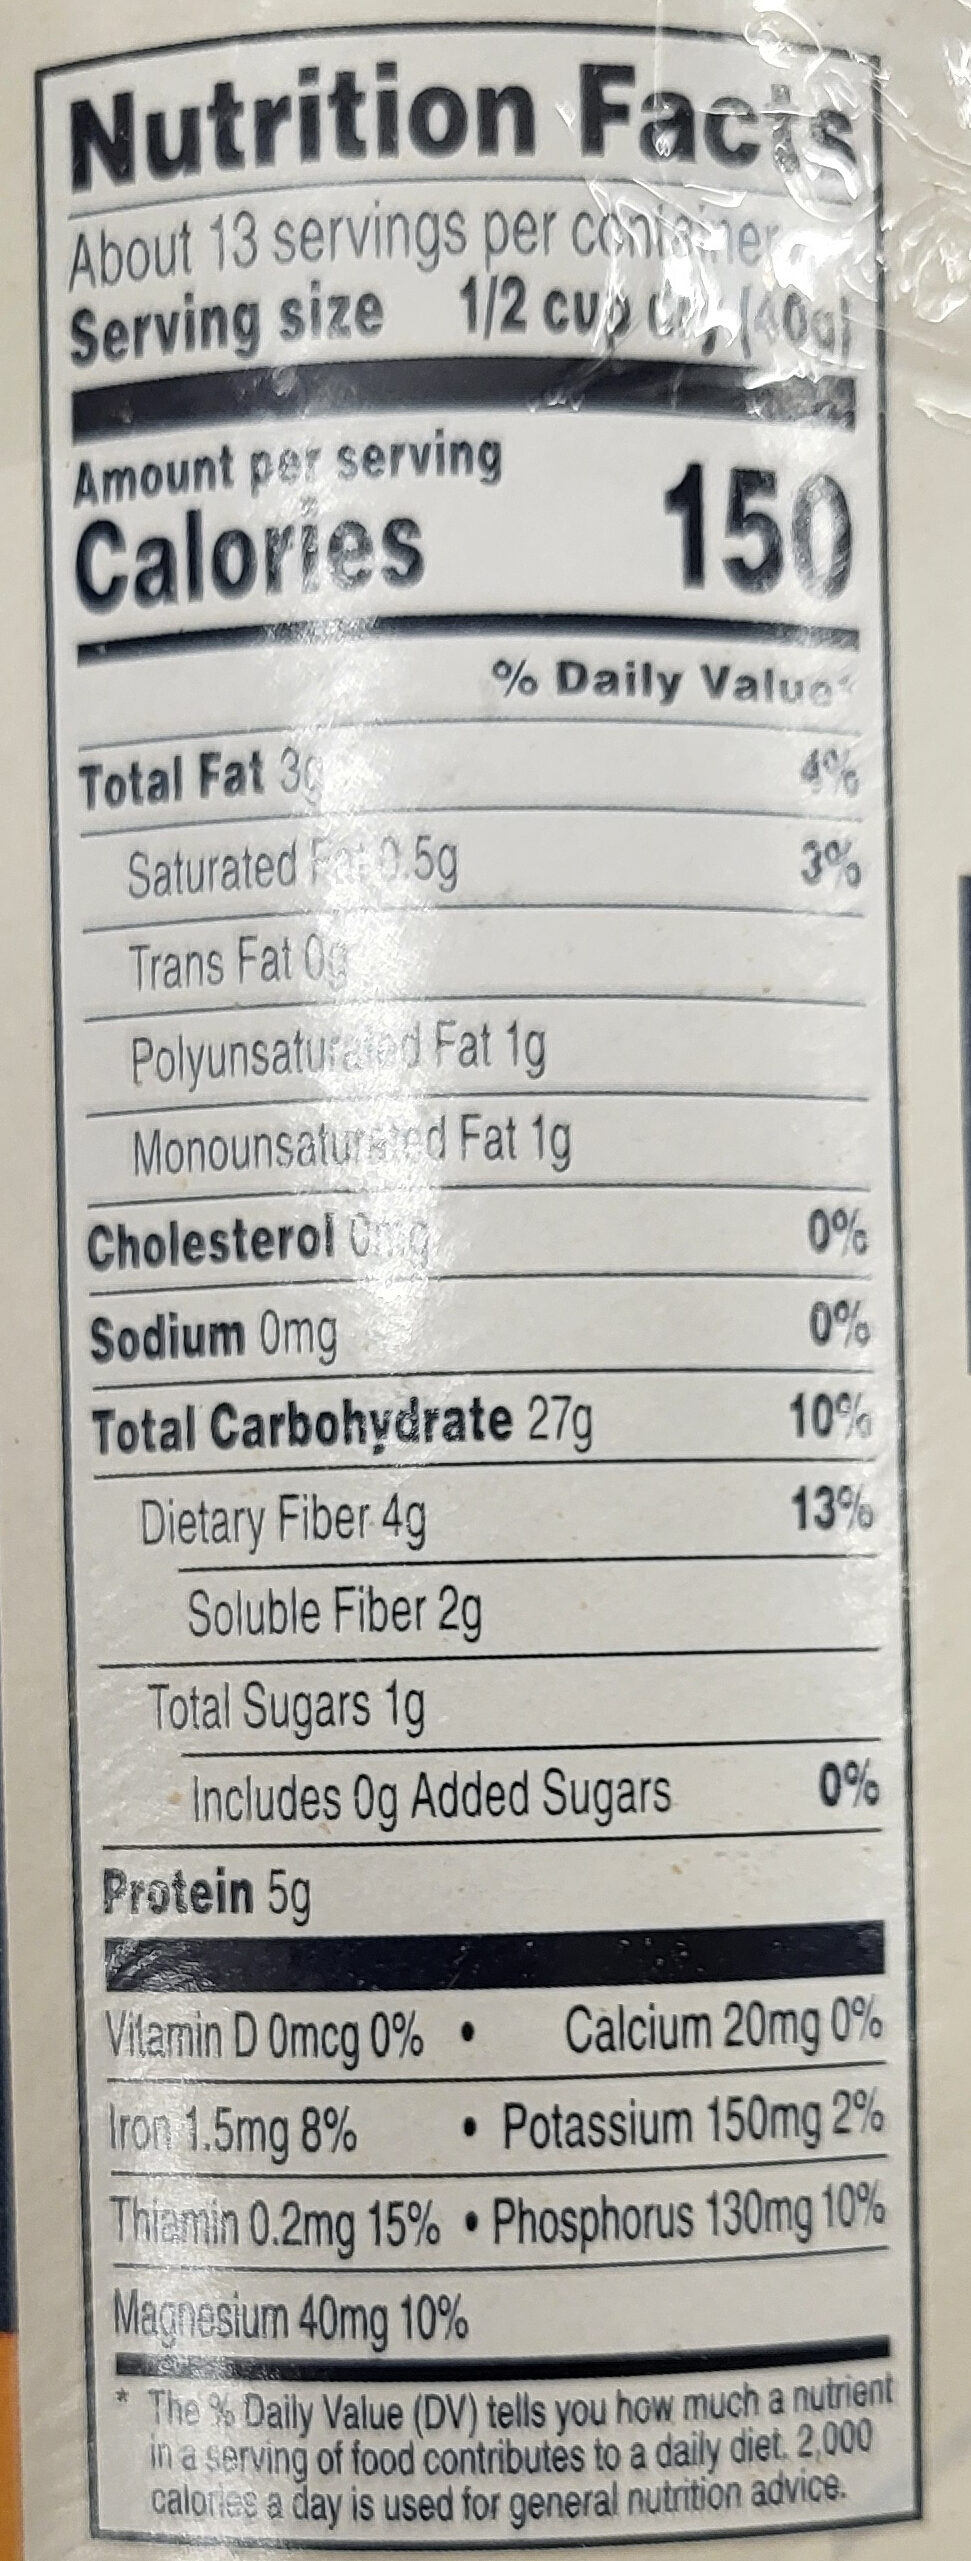 Nutrition Facts
About 13 servings per container
Serving size 1/2 cup dry (40g)
Amount per serving
Calories 150
% Daily Value*
Total Fat 3g 4%
Saturated Fat 0.5g 3%
Trans Fat 0g
Polyunsaturated Fat 1g
Monounsaturated Fat 1g
Cholesterol 0mg 0%
Sodium 0mg 0%
Total Carbohydrate 27g 10%
Dietary Fiber 4g 13%
Soluble Fiber 2g
Total Sugars 1g
Includes 0g Added Sugars 0%
Protein 5g
Vitamin D 0mcg 0% • Calcium 20mg 0%
Iron 1.5mg 8% • Potassium 150mg 2%
Thiamin 0.2mg 15% • Phosphorus 130mg 10%
Magnesium 40mg 10%
* The % Daily Value (DV) tells you how much a nutrient
in a serving of food contributes to a daily diet. 2,000
calories a day is used for general nutrition advice.